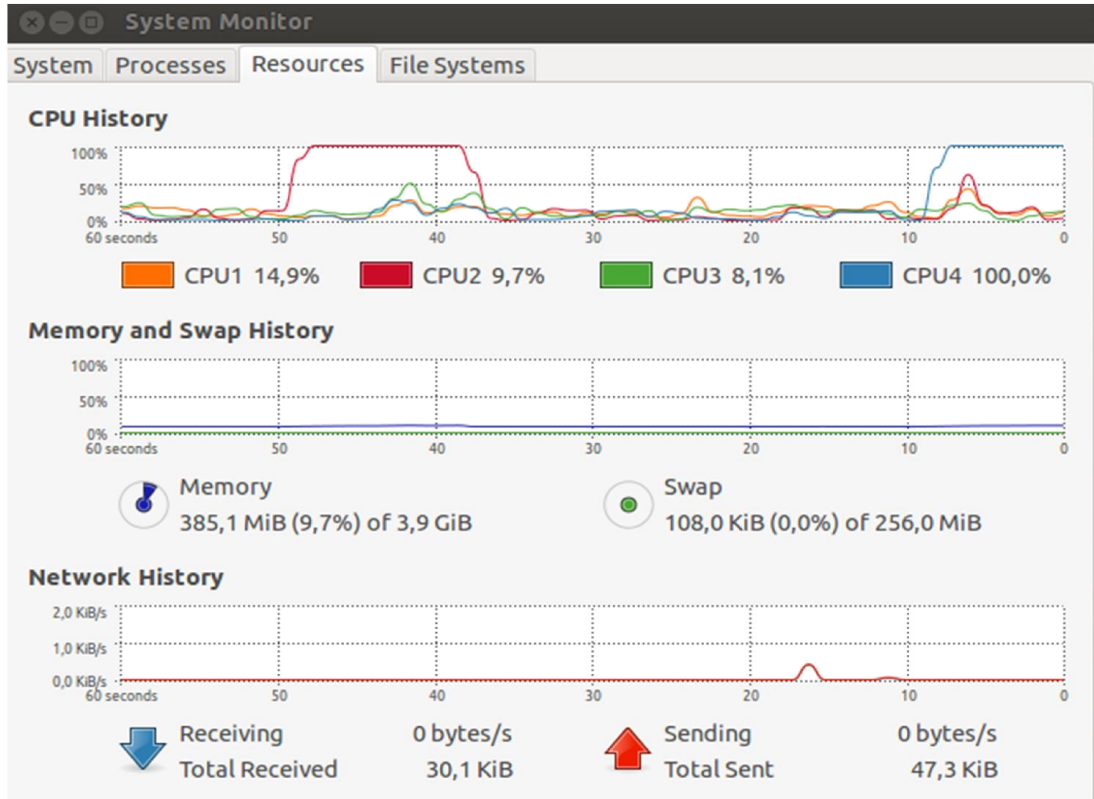 System Monitor
System Processes Resources File Systems
CPU History
100%
50%
0%
60 seconds 50 40 30 20 10 0
CPU1 14,9% CPU2 9,7% CPU3 8,1% CPU4 100,0%
Memory and Swap History
100%
50%
0%
60 seconds 50 40 30 20 10 0
Memory Swap
385,1 MiB (9,7%) of 3,9 GiB 108,0 KiB (0,0%) of 256,0 MiB
Network History
2,0 KiB/s
1,0 KiB/s
0,0 KiB/s
60 seconds 50 40 30 20 10 0
Receiving 0 bytes/s Sending 0 bytes/s
Total Received 30,1 KiB Total Sent 47,3 KiB